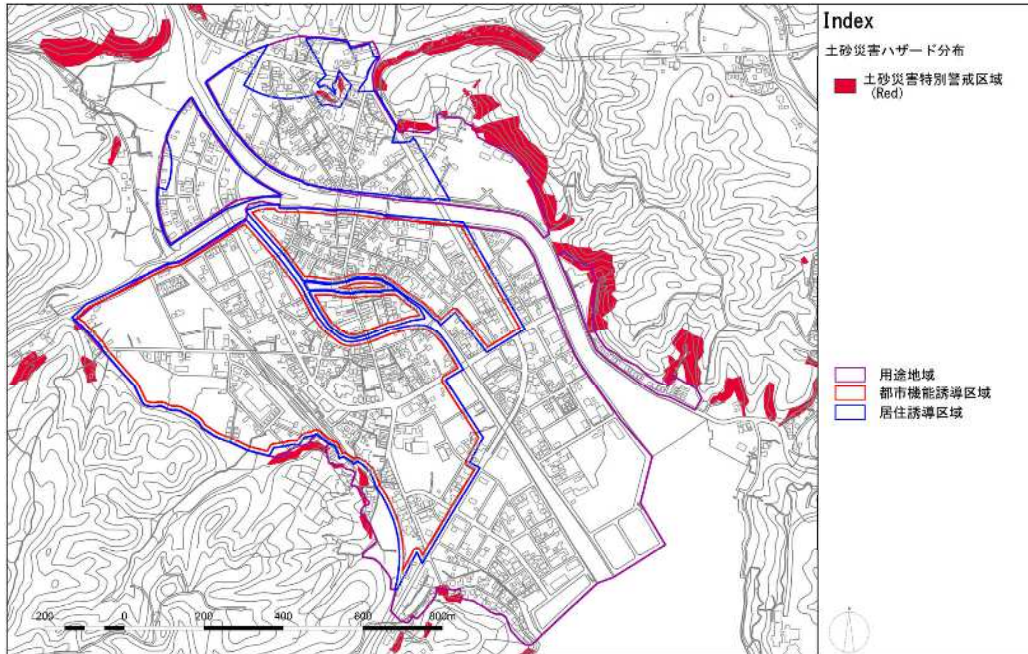 Index
土砂災害ハザード分布
土砂災害特別警戒区域
(Red)
用途地域
都市機能誘導区域
居住誘導区域
200 0 200 400 600 800m